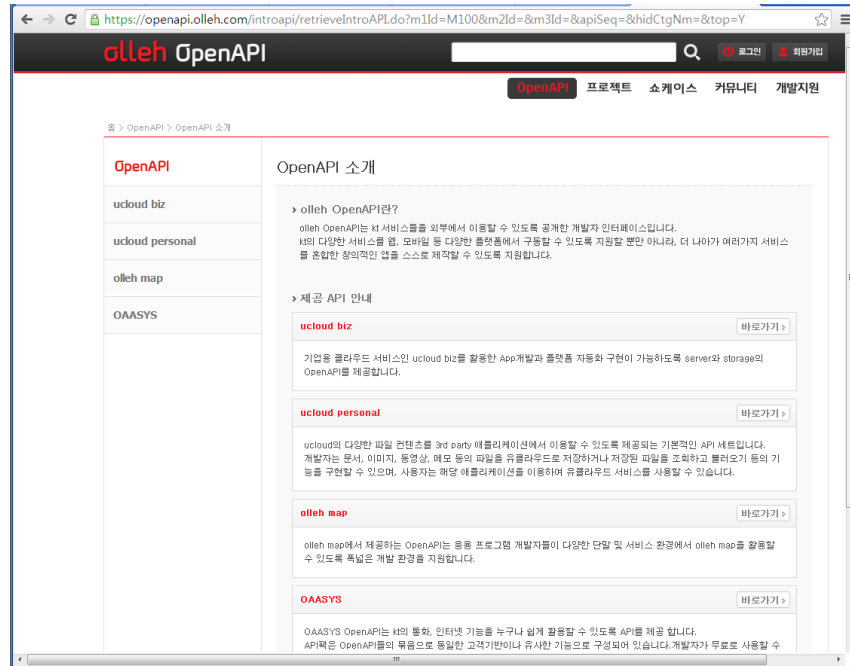 https://openapi.olleh.com/introapi/retrieveIntroAPI.do?m1Id=M100&m2Id=&m3Id=&apiSeq=&hidCtgNm=&top=Y
olleh OpenAPI
로그인
회원가입
OpenAPI 프로젝트 쇼케이스 커뮤니티 개발지원
홈 > OpenAPI > OpenAPI 소개
OpenAPI
ucloud biz
ucloud personal
olleh map
OAASYS
OpenAPI 소개
olleh OpenAPI란?
olleh OpenAPI는 kt 서비스들을 외부에서 이용할 수 있도록 공개한 개발자 인터페이스입니다.
kt의 다양한 서비스를 웹, 모바일 등 다양한 플랫폼에서 구동할 수 있도록 지원할 뿐만 아니라, 더 나아가 여러가지 서비스
를 혼합한 창의적인 앱을 스스로 제작할 수 있도록 지원합니다.
제공 API 안내
ucloud biz 바로가기
기업용 클라우드 서비스인 ucloud biz를 활용한 App개발과 플랫폼 자동화 구현이 가능하도록 server와 storage의
OpenAPI를 제공합니다.
ucloud personal 바로가기
ucloud의 다양한 파일 컨텐츠를 3rd party 애플리케이션에서 이용할 수 있도록 제공되는 기본적인 API 세트입니다.
개발자는 문서, 이미지, 동영상, 메모 등의 파일을 유클라우드로 저장하거나 저장된 파일을 조회하고 불러오기 등의 기
능을 구현할 수 있으며, 사용자는 해당 애플리케이션을 이용하여 유클라우드 서비스를 사용할 수 있습니다.
olleh map 바로가기
olleh map에서 제공하는 OpenAPI는 응용 프로그램 개발자들이 다양한 단말 및 서비스 환경에서 olleh map을 활용할
수 있도록 폭넓은 개발 환경을 지원합니다.
OAASYS 바로가기
OAASYS OpenAPI는 kt의 통화, 인터넷 기능을 누구나 쉽게 활용할 수 있도록 API를 제공 합니다.
API팩은 OpenAPI들의 묶음으로 동일한 고객기반이나 유사한 기능으로 구성되어 있습니다.개발자가 무료로 사용할 수